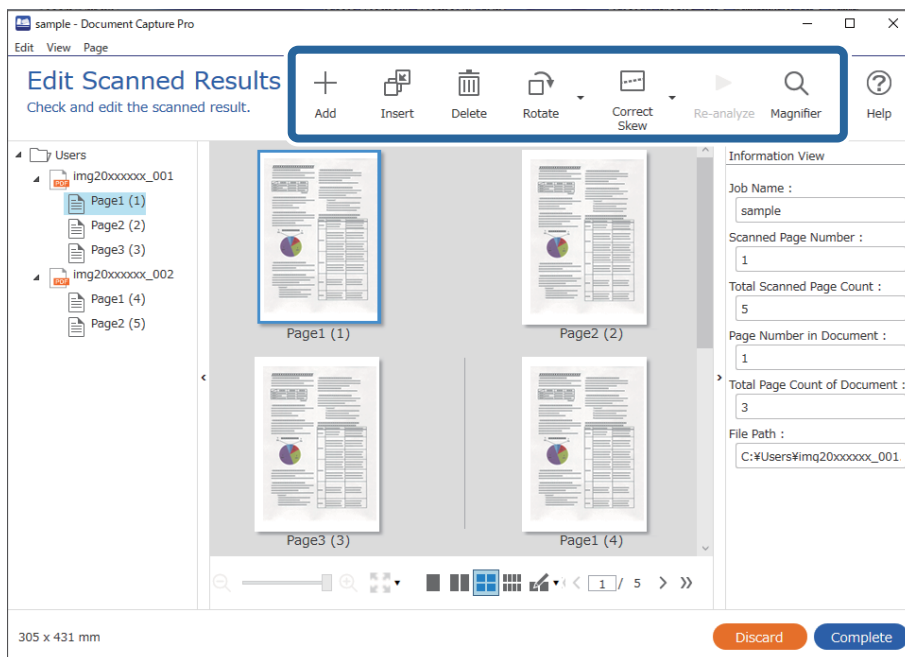 sample - Document Capture Pro
Edit View Page
Edit Scanned Results
Check and edit the scanned result.
Add
Insert
Delete
Rotate
Correct
Skew
Re-analyze
Magnifier
Help
Users
PDF
img20xxxxxx_001
Page1 (1)
Page2 (2)
Page3 (3)
PDF
img20xxxxxx_002
Page1 (4)
Page2 (5)
Page1 (1)
Page2 (2)
Page3 (3)
Page1 (4)
1 / 5
Information View
Job Name :
sample
Scanned Page Number :
1
Total Scanned Page Count :
5
Page Number in Document :
1
Total Page Count of Document :
3
File Path :
C:¥Users¥img20xxxxxx_001.
305 x 431 mm
Discard
Complete